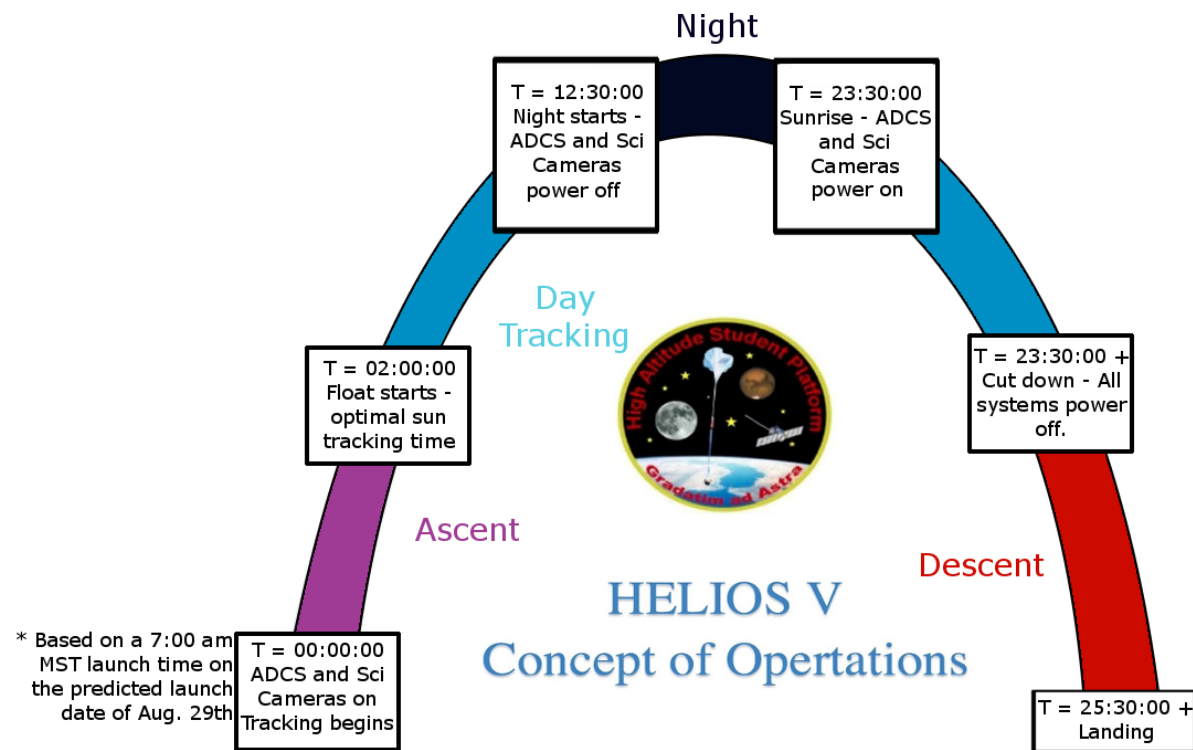 Night
T = 12:30:00
Night starts -
ADCS and Sci
Cameras
power off
T = 23:30:00
Sunrise - ADCS
and Sci
Cameras
power on
Day
Tracking
T = 02:00:00
Float starts -
optimal sun
tracking time
High Altitude Student Platform
Gradatim ad Astra
T = 23:30:00 +
Cut down - All
systems power
off.
Ascent
Descent
HELIOS V
Concept of Opertations
* Based on a 7:00 am
MST launch time on
the predicted launch
date of Aug. 29th
T = 00:00:00
ADCS and Sci
Cameras on
Tracking begins
T = 25:30:00 +
Landing